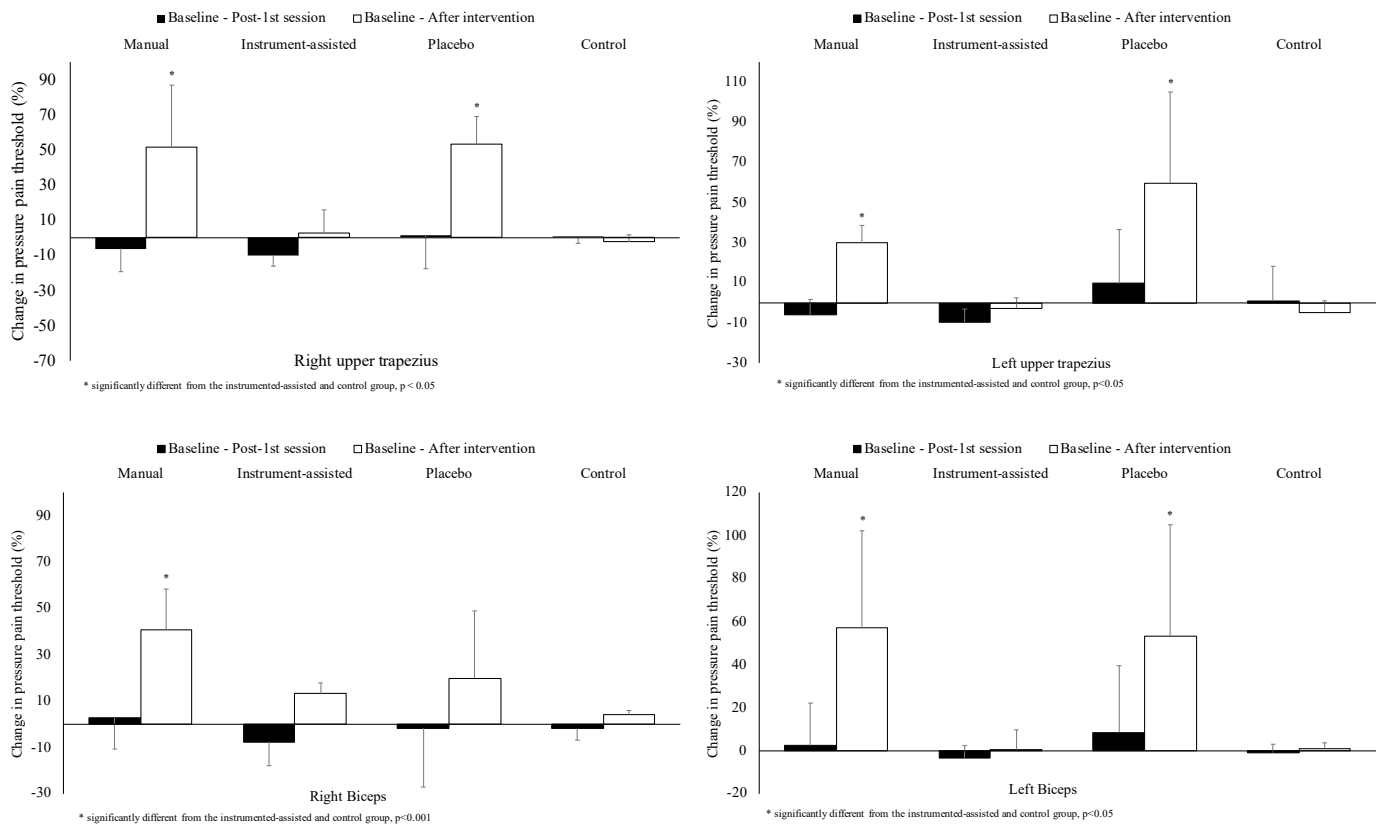 Baseline - Post-1st session Baseline - After intervention
Manual Instrument-assisted Placebo Control
Change in pressure pain threshold (%)
90
70
50
30
10
-10
-30
-50
-70
* *
Right upper trapezius
* significantly different from the instrumented-assisted and control group, p < 0.05
Baseline - Post-1st session Baseline - After intervention
Manual Instrument-assisted Placebo Control
Change in pressure pain threshold (%)
110
90
70
50
30
10
-10
-30
* *
Left upper trapezius
* significantly different from the instrumented-assisted and control group, p<0.05
Baseline - Post-1st session Baseline - After intervention
Manual Instrument-assisted Placebo Control
Change in pressure pain threshold (%)
90
70
50
30
10
-10
-30
*
Right Biceps
* significantly different from the instrumented-assisted and control group, p<0.001
Baseline - Post-1st session Baseline - After intervention
Manual Instrument-assisted Placebo Control
Change in pressure pain threshold (%)
120
100
80
60
40
20
0
-20
* *
Left Biceps
* significantly different from the instrumented-assisted and control group, p<0.05